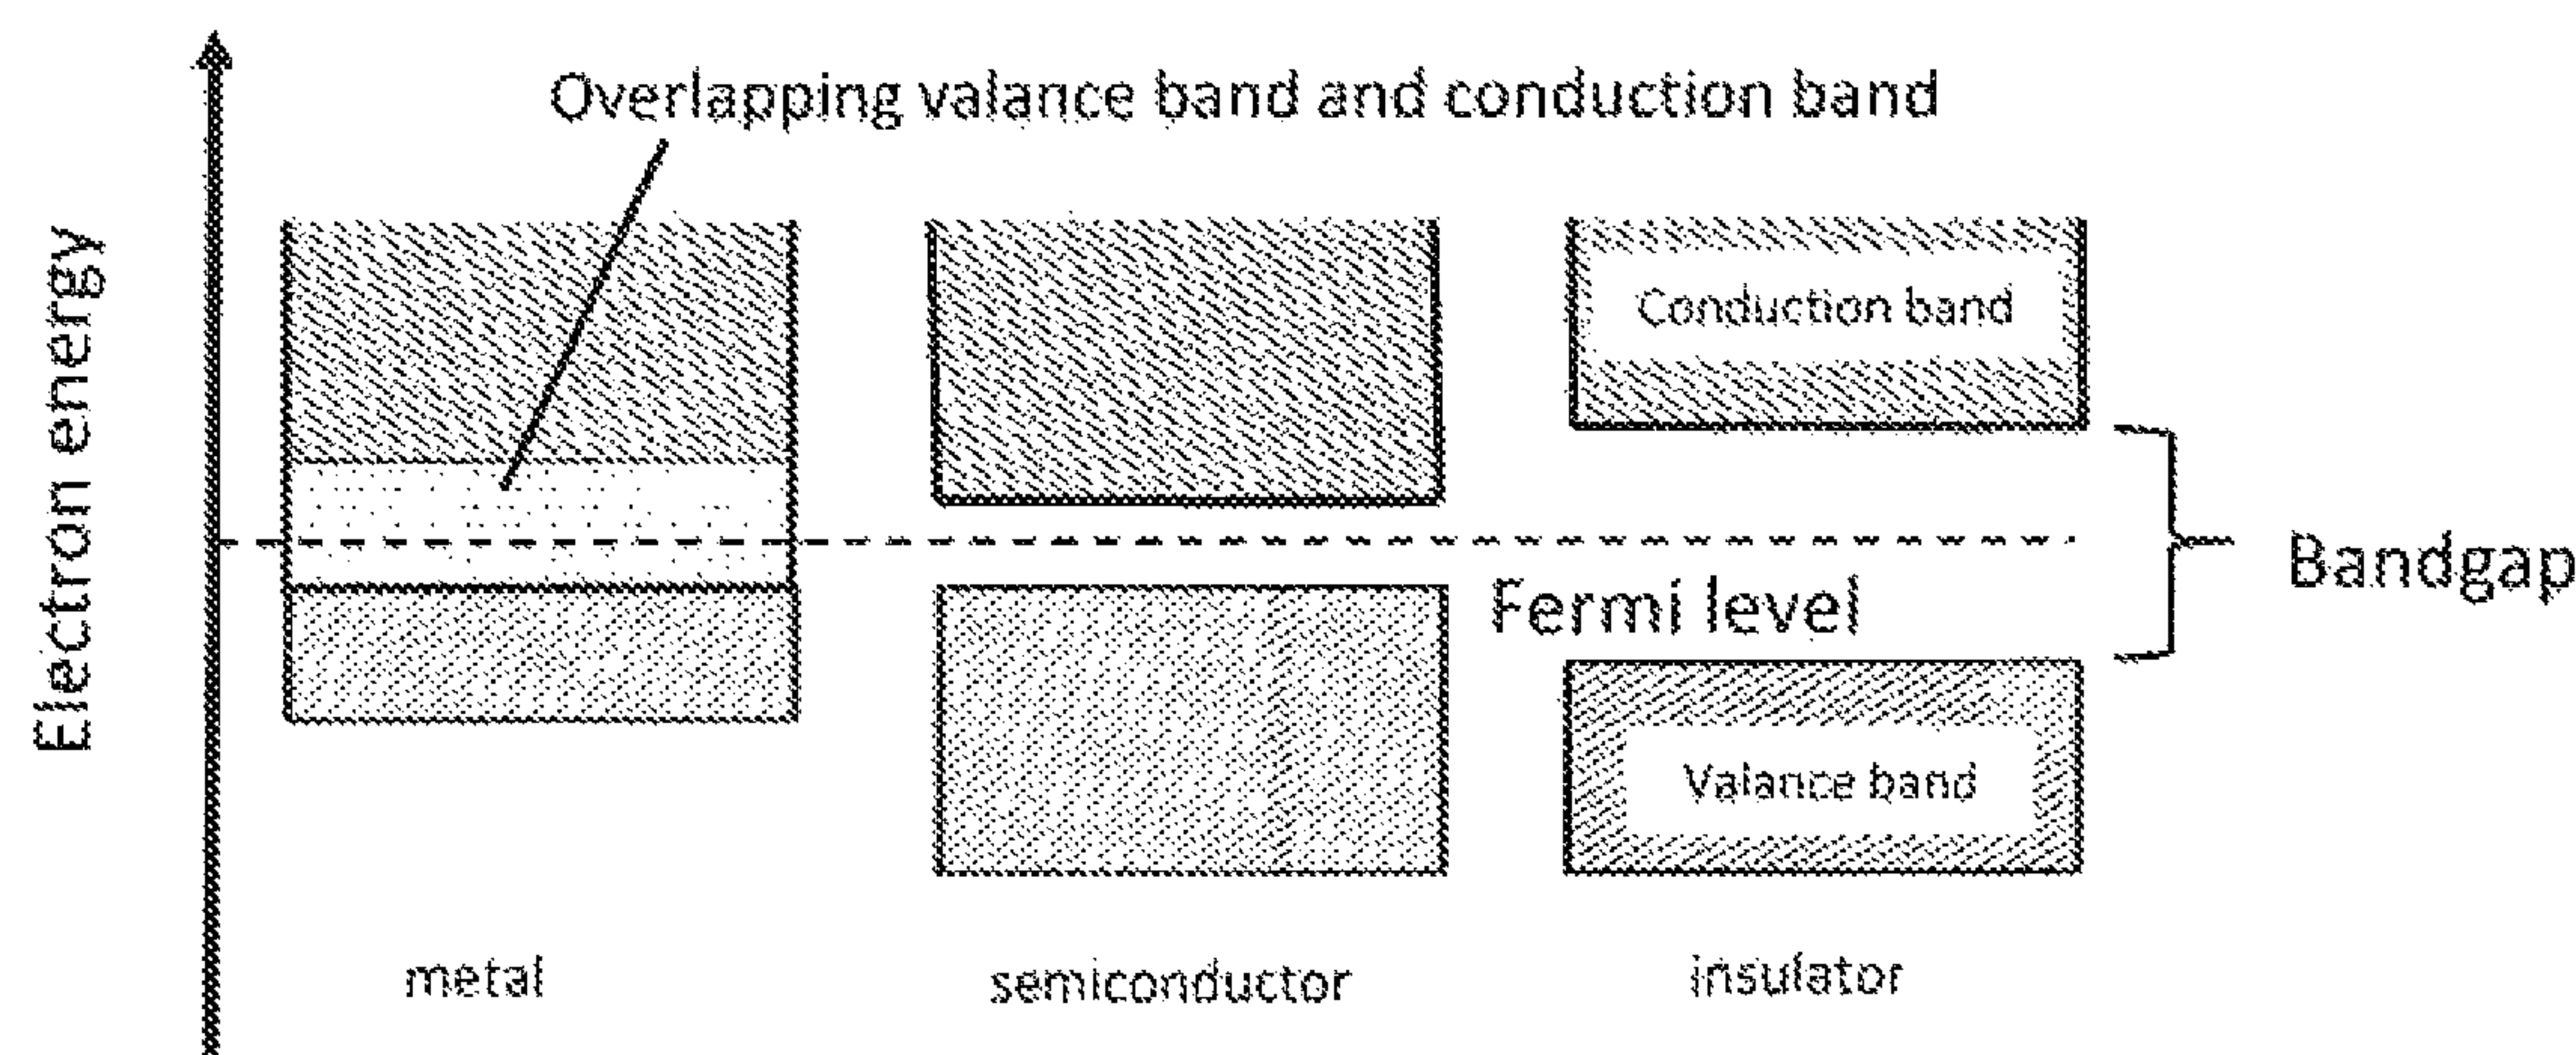 Overlapping valance band and conduction band
Electron energy
Conduction band
Fermi level
Bandgap
Valance band
metal
semiconductor
insulator